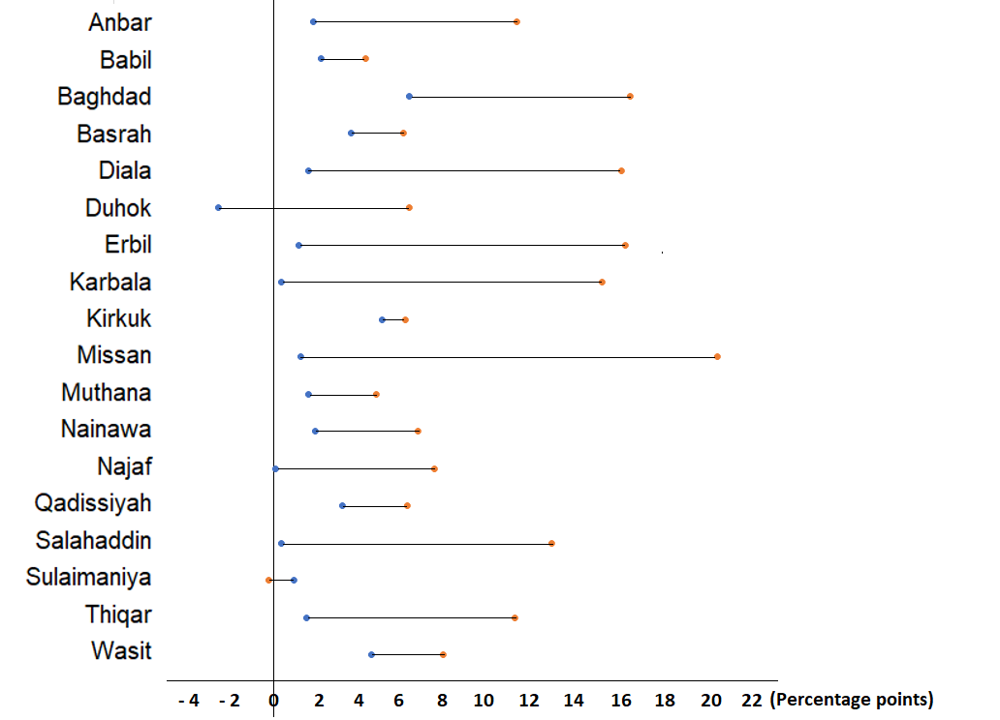 Anbar
Babil
Baghdad
Basrah
Diala
Duhok
Erbil
Karbala
Kirkuk
Missan
Muthana
Nainawa
Najaf
Qadissiyah
Salahaddin
Sulaimaniya
Thiqar
Wasit
- 4 - 2 0 2 4 6 8 10 12 14 16 18 20 22 (Percentage points)